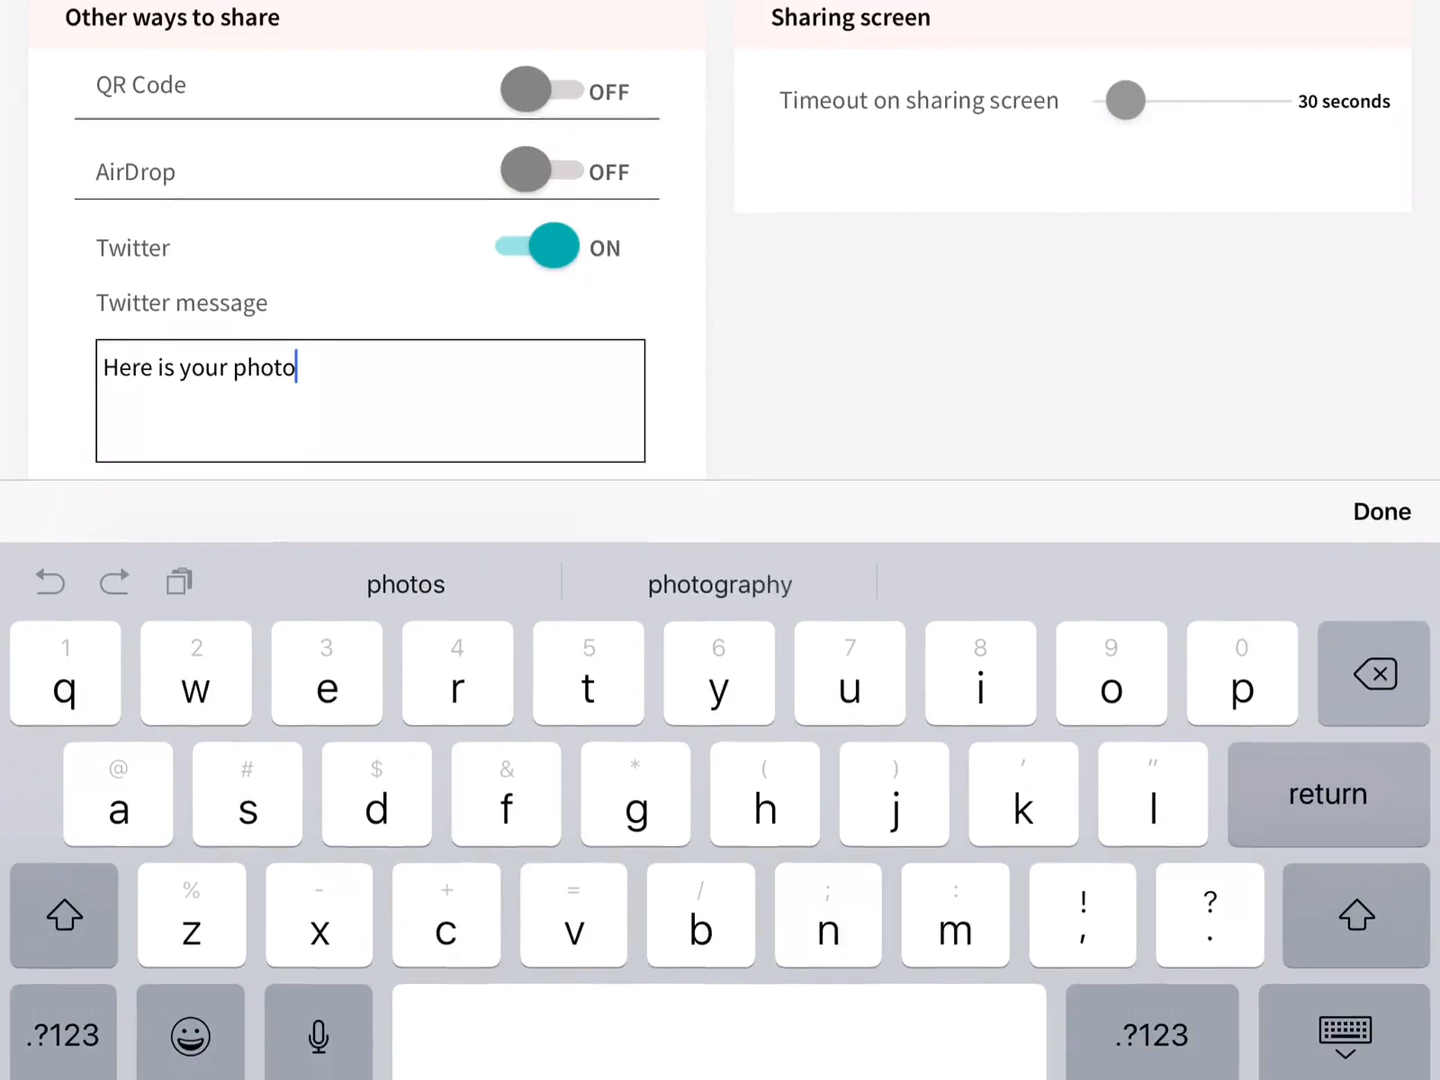 Other ways to share
QR Code OFF
AirDrop OFF
Twitter ON
Twitter message
Here is your photo
Sharing screen
Timeout on sharing screen 30 seconds
Done
photos photography
1 2 3 4 5 6 7 8 9 0
q w e r t y u i o p
@ # $ & * ( ) ' "
a s d f g h j k l return
% - + = / ; : ! ?
z x c v b n m , .
.?123 .?123